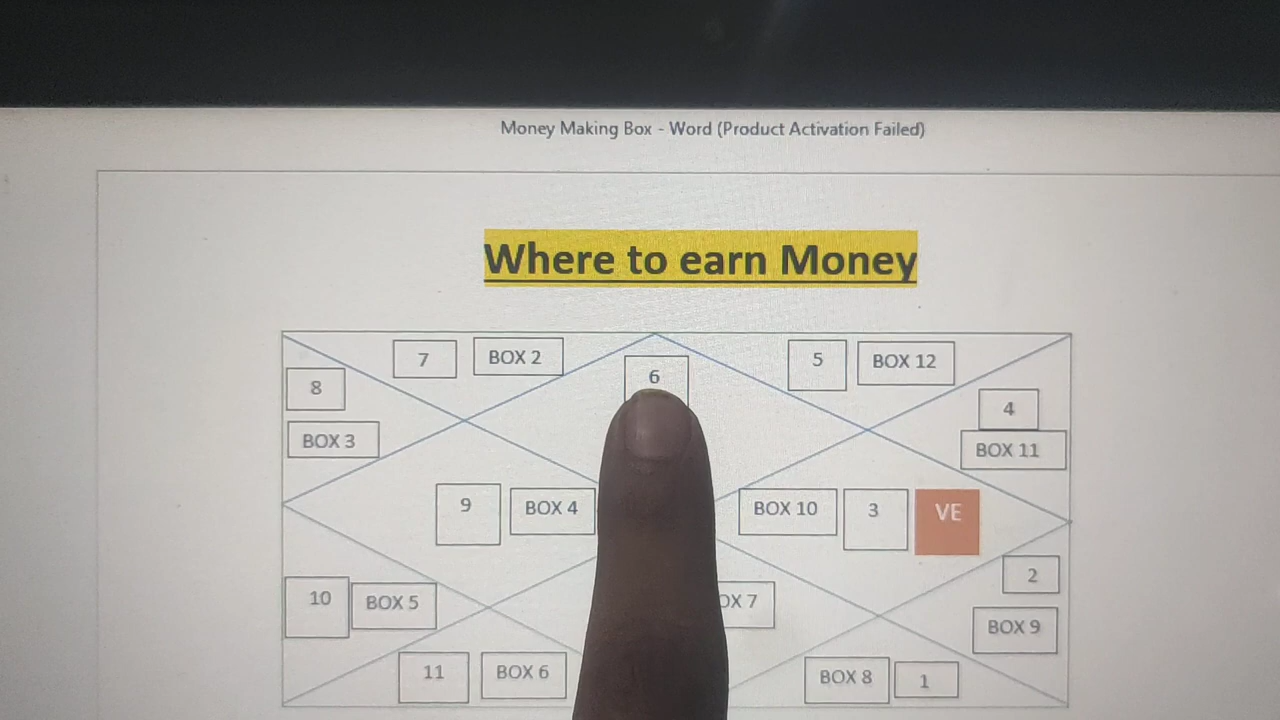 Money Making Box - Word (Product Activation Failed)
Where to earn Money
7 BOX 2
6
5 BOX 12
8
BOX 3
4
BOX 11
9 BOX 4
BOX 10 3 VE
2
10 BOX 5
7
BOX 9
11 BOX 6
BOX 8 1